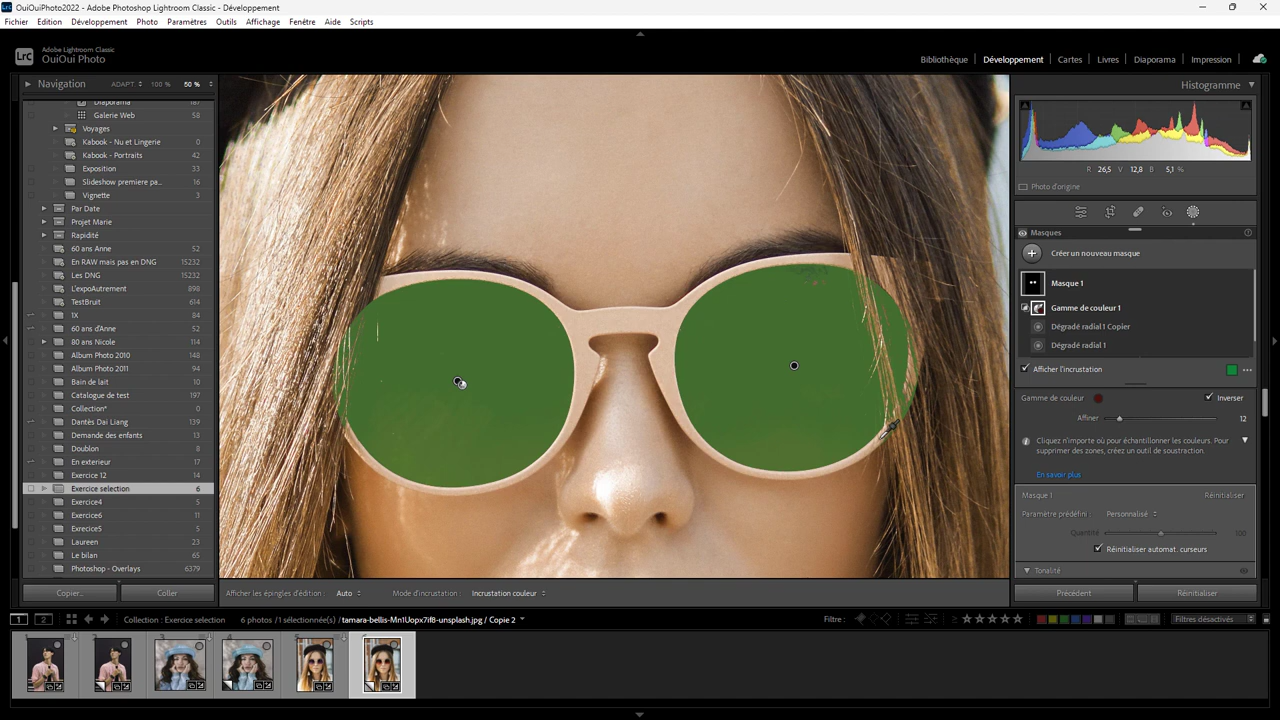 OuiOuiPhoto2022 - Adobe Photoshop Lightroom Classic - Développement
Fichier Edition Développement Photo Paramètres Outils Affichage Fenêtre Aide Scripts
Lrc
Adobe Lightroom Classic
OuiOui Photo
Bibliothèque | Développement | Cartes | Livres | Diaporama | Impression
Navigation ADAPT 100 % 50 %
Diaporama 187
Galerie Web 58
Voyages
Kabook - Nu et Lingerie 0
Kabook - Portraits 42
Exposition 33
Slideshow premiere pa... 16
Vignette 3
Par Date
Projet Marie
Rapidité
60 ans Anne 52
En RAW mais pas en DNG 15232
Les DNG 15232
L'expoAutrement 898
TestBruit 614
1X 84
60 ans d'Anne 52
80 ans Nicole 114
Album Photo 2010 148
Album Photo 2011 94
Bain de lait 10
Catalogue de test 197
Collection* 0
Dantès Dai Liang 139
Demande des enfants 13
Doublon 8
En exterieur 17
Exercice 12 14
Exercice selection 6
Exercice4 5
Exercice6 11
Exrecice5 5
Laureen 23
Le bilan 65
Photoshop - Overlays 6379
Copier... Coller
Afficher les épingles d'édition : Auto Mode d'incrustation : Incrustation couleur
Histogramme
R 26,5 V 12,8 B 5,1 %
Photo d'origine
Masques
Créer un nouveau masque
Masque 1
Gamme de couleur 1
Dégradé radial 1 Copier
Dégradé radial 1
Afficher l'incrustation
Gamme de couleur Inverser
Affiner 12
Cliquez n'importe où pour échantillonner les couleurs. Pour
supprimer des zones, créez un outil de soustraction.
En savoir plus
Masque 1 Réinitialiser
Paramètre prédéfini : Personnalisé
Quantité 100
Réinitialiser automat. curseurs
Tonalité
Précédent Réinitialiser
1 2 Collection : Exercice selection 6 photos /1 sélectionnée(s) / tamara-bellis-Mn1Uopx7if8-unsplash.jpg / Copie 2 Filtre : Filtres désactivés